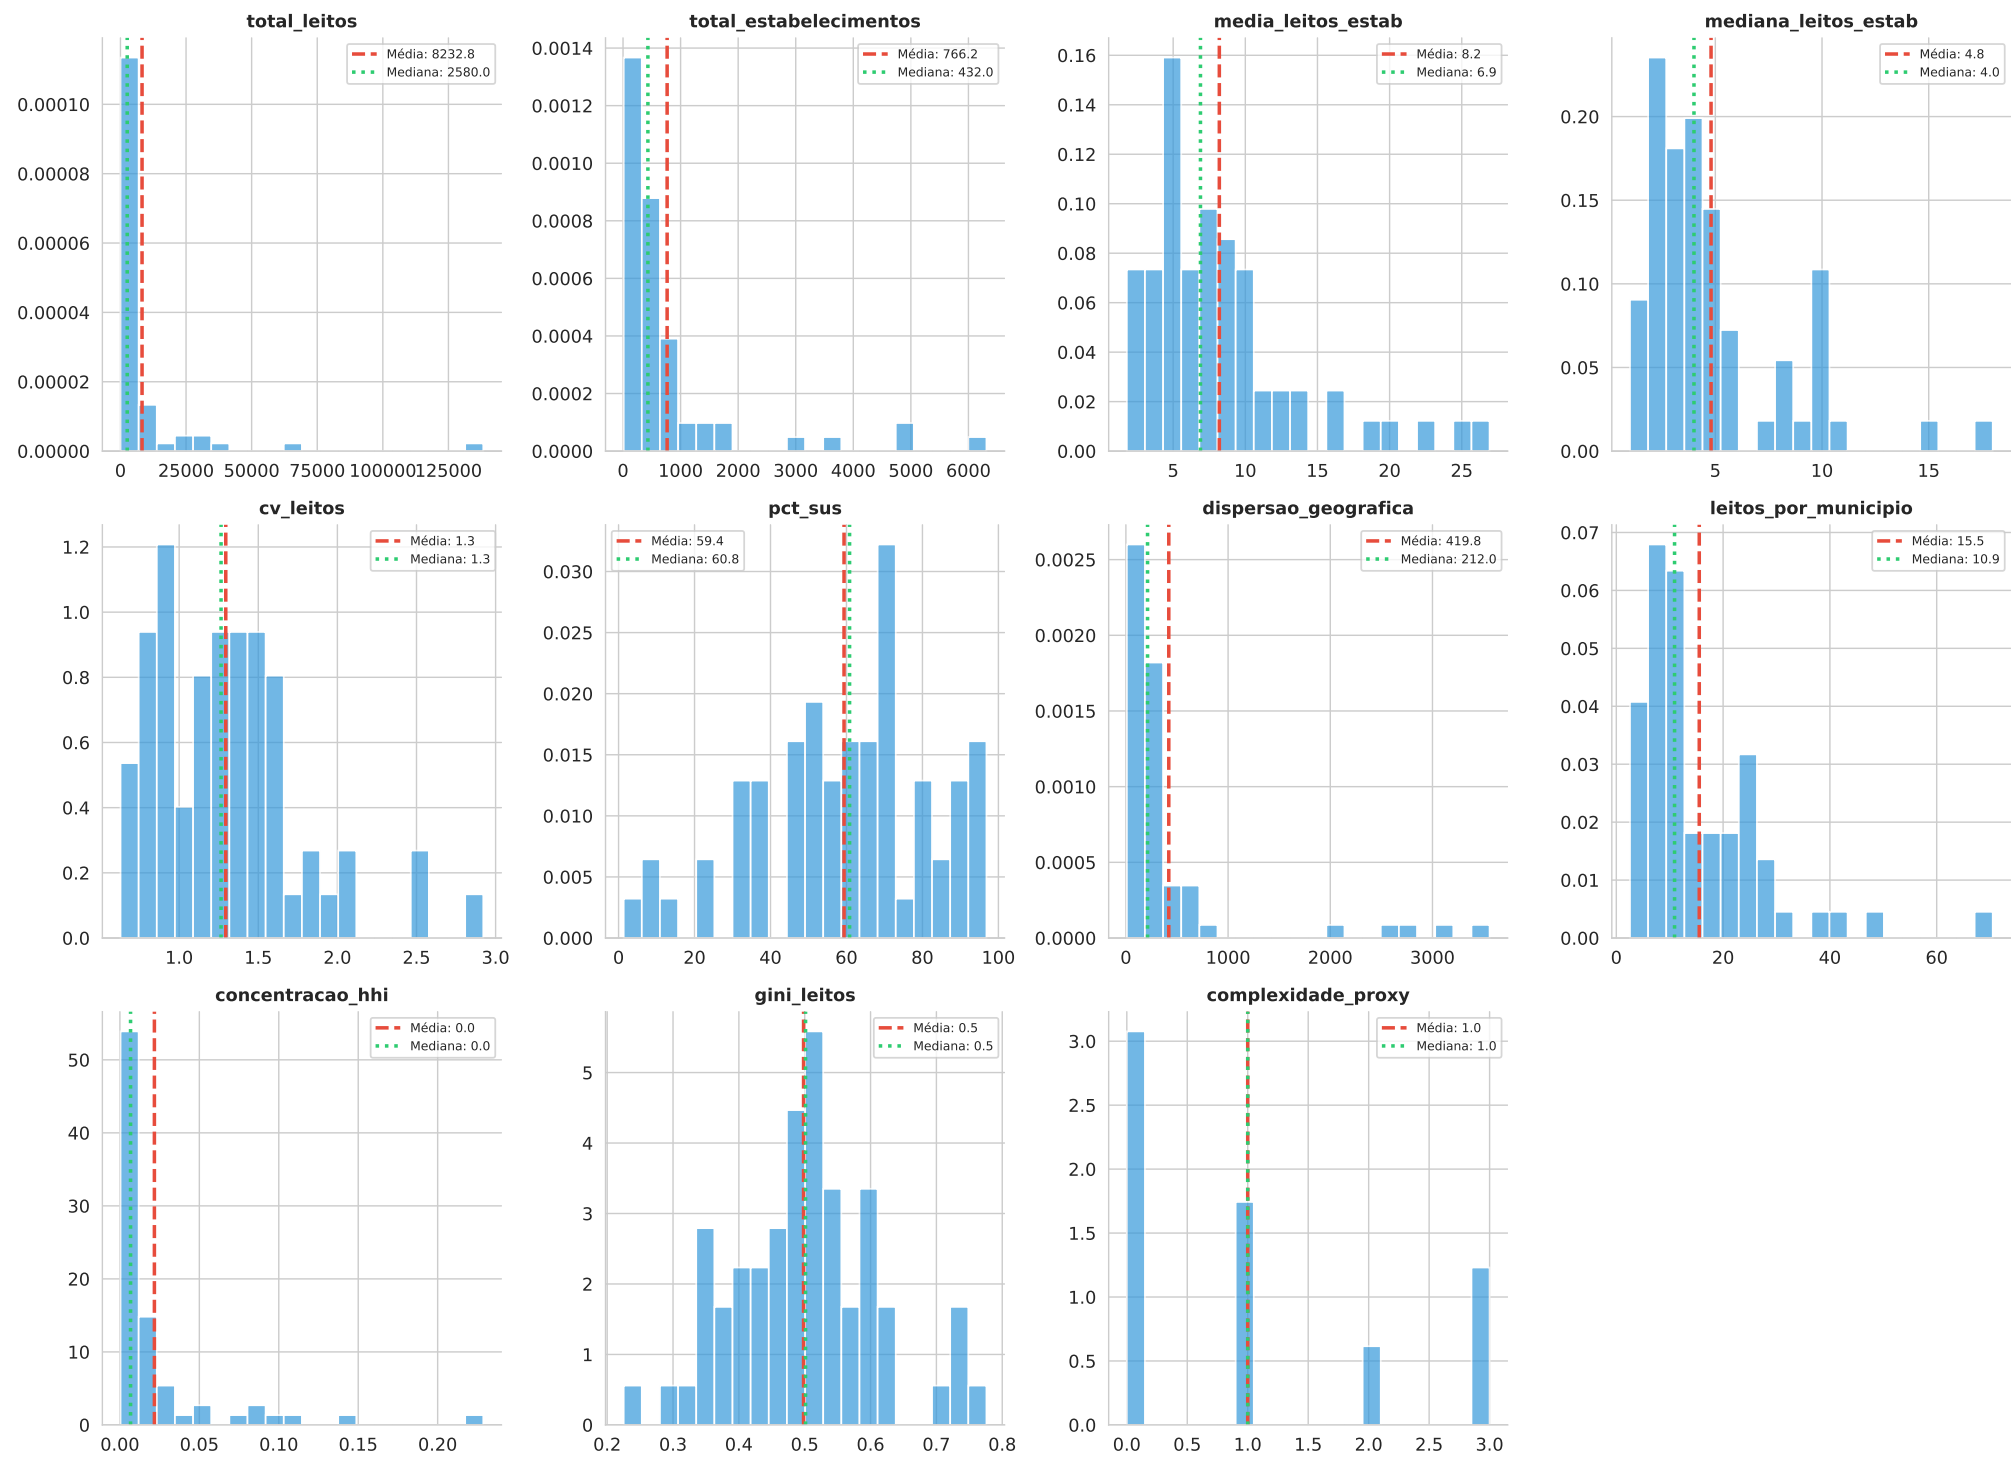 total_leitos
Média: 8232.8
Mediana: 2580.0
0.00010
0.00008
0.00006
0.00004
0.00002
0.00000
0 25000 50000 75000 100000 125000
total_estabelecimentos
Média: 766.2
Mediana: 432.0
0.0014
0.0012
0.0010
0.0008
0.0006
0.0004
0.0002
0.0000
0 1000 2000 3000 4000 5000 6000
media_leitos_estab
Média: 8.2
Mediana: 6.9
0.16
0.14
0.12
0.10
0.08
0.06
0.04
0.02
0.00
5 10 15 20 25
mediana_leitos_estab
Média: 4.8
Mediana: 4.0
0.20
0.15
0.10
0.05
0.00
5 10 15
cv_leitos
Média: 1.3
Mediana: 1.3
1.2
1.0
0.8
0.6
0.4
0.2
0.0
1.0 1.5 2.0 2.5 3.0
pct_sus
Média: 59.4
Mediana: 60.8
0.030
0.025
0.020
0.015
0.010
0.005
0.000
0 20 40 60 80 100
dispersao_geografica
Média: 419.8
Mediana: 212.0
0.0025
0.0020
0.0015
0.0010
0.0005
0.0000
0 1000 2000 3000
leitos_por_municipio
Média: 15.5
Mediana: 10.9
0.07
0.06
0.05
0.04
0.03
0.02
0.01
0.00
0 20 40 60
concentracao_hhi
Média: 0.0
Mediana: 0.0
50
40
30
20
10
0
0.00 0.05 0.10 0.15 0.20
gini_leitos
Média: 0.5
Mediana: 0.5
5
4
3
2
1
0
0.2 0.3 0.4 0.5 0.6 0.7 0.8
complexidade_proxy
Média: 1.0
Mediana: 1.0
3.0
2.5
2.0
1.5
1.0
0.5
0.0
0.0 0.5 1.0 1.5 2.0 2.5 3.0